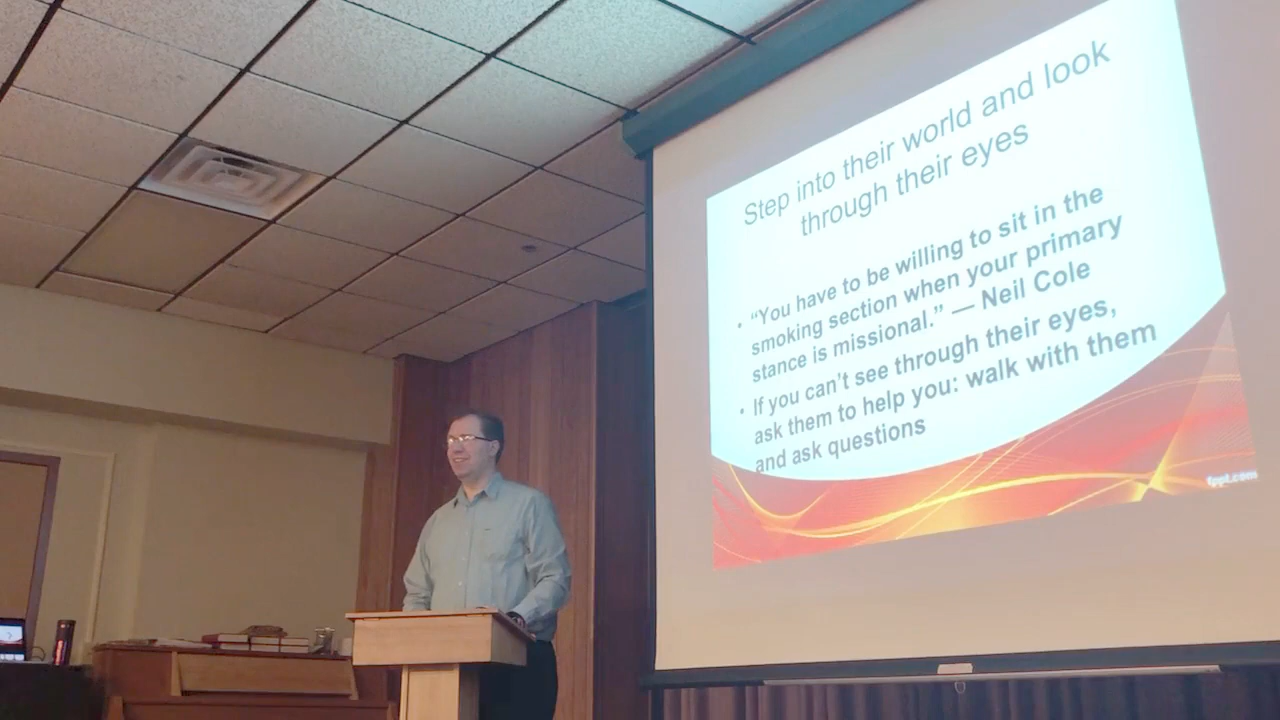 Step into their world and look
through their eyes
• “You have to be willing to sit in the
smoking section when your primary
stance is missional.” — Neil Cole
• If you can’t see through their eyes,
ask them to help you: walk with them
and ask questions
fppt.com